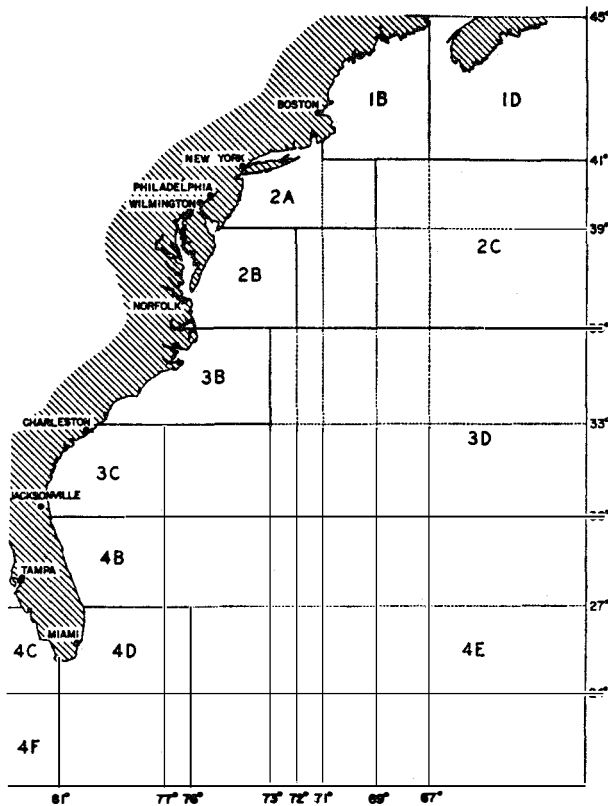 45°
BOSTON
1B
1D
NEW YORK
41°
PHILADELPHIA
WILMINGTON
2A
39°
2C
2B
NORFOLK
3B
CHARLESTON
33°
3D
3C
JACKSONVILLE
4B
TAMPA
27°
MIAMI
4C
4D
4E
4F
61°
77°
76°
73°
72°
71°
69°
67°